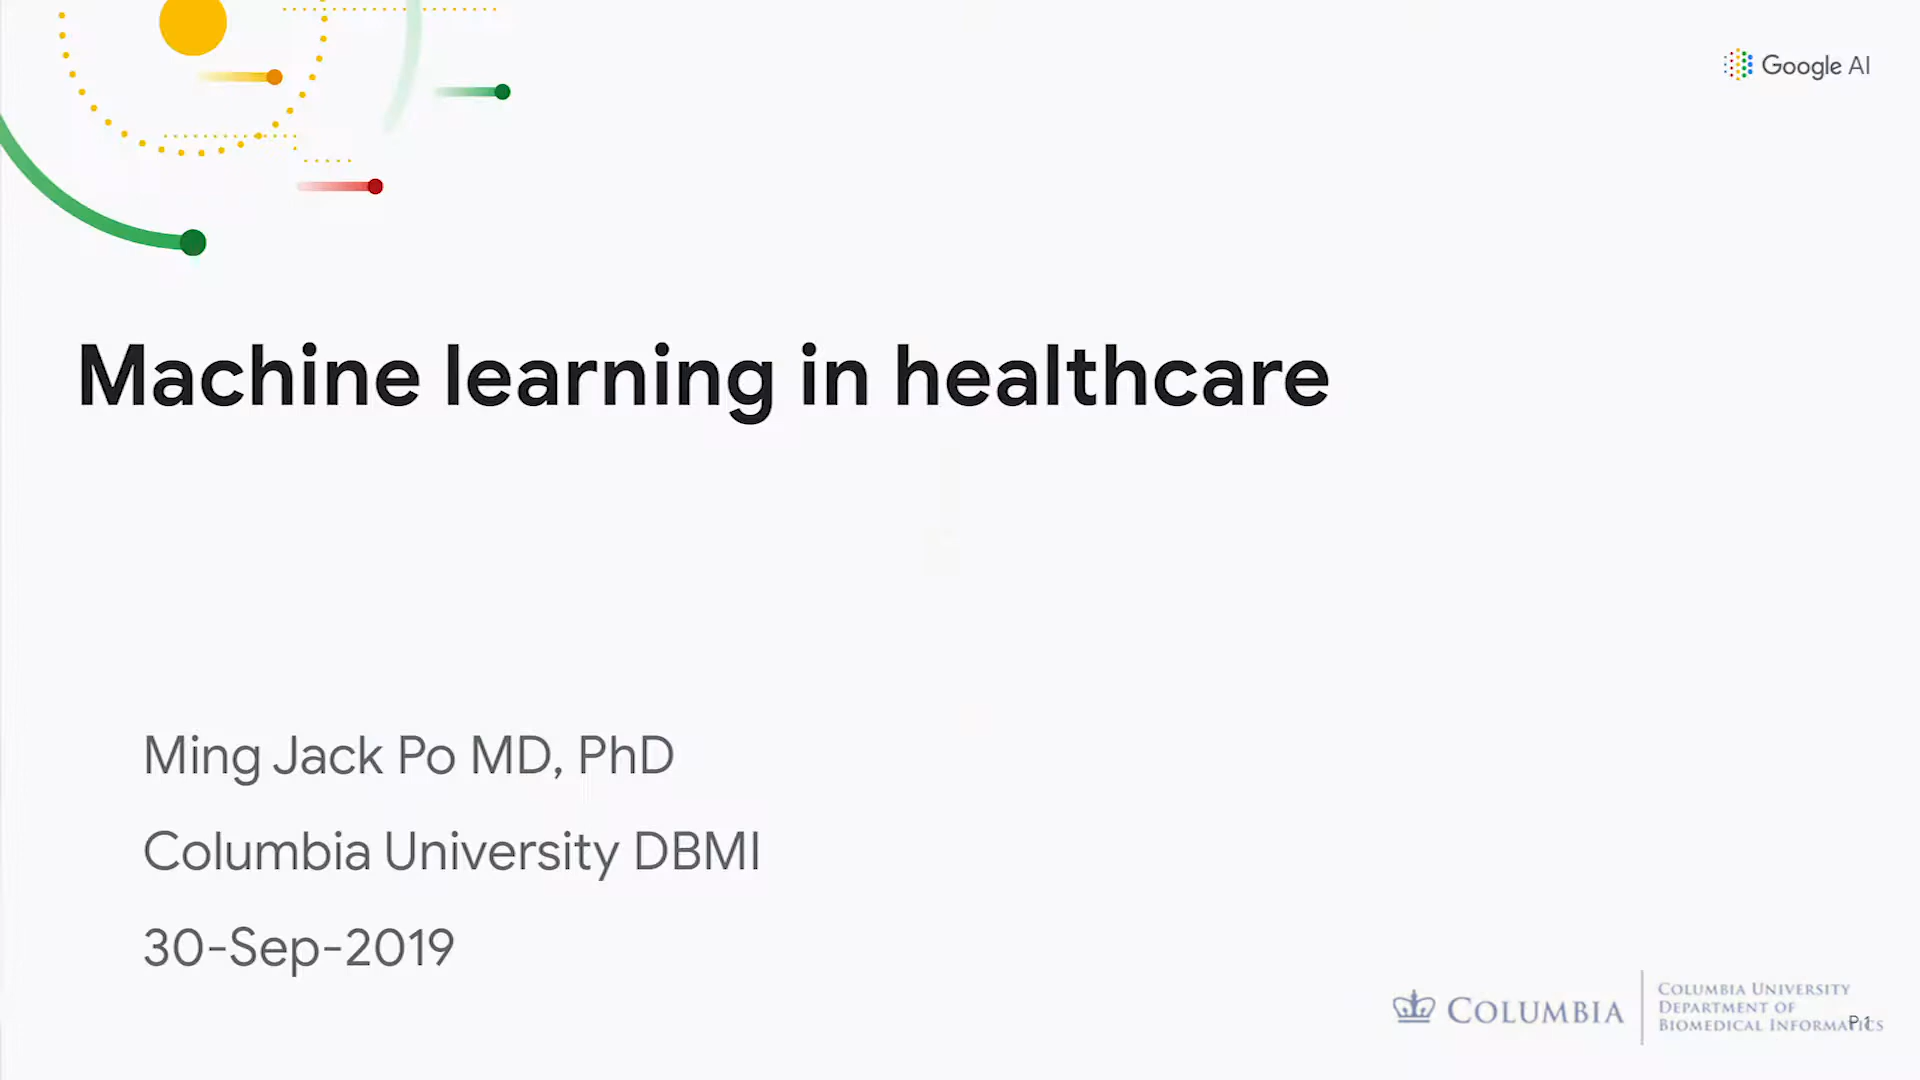 Google AI
Machine learning in healthcare
Ming Jack Po MD, PhD
Columbia University DBMI
30-Sep-2019
COLUMBIA
COLUMBIA UNIVERSITY
DEPARTMENT OF
BIOMEDICAL INFORMATICS
P.1